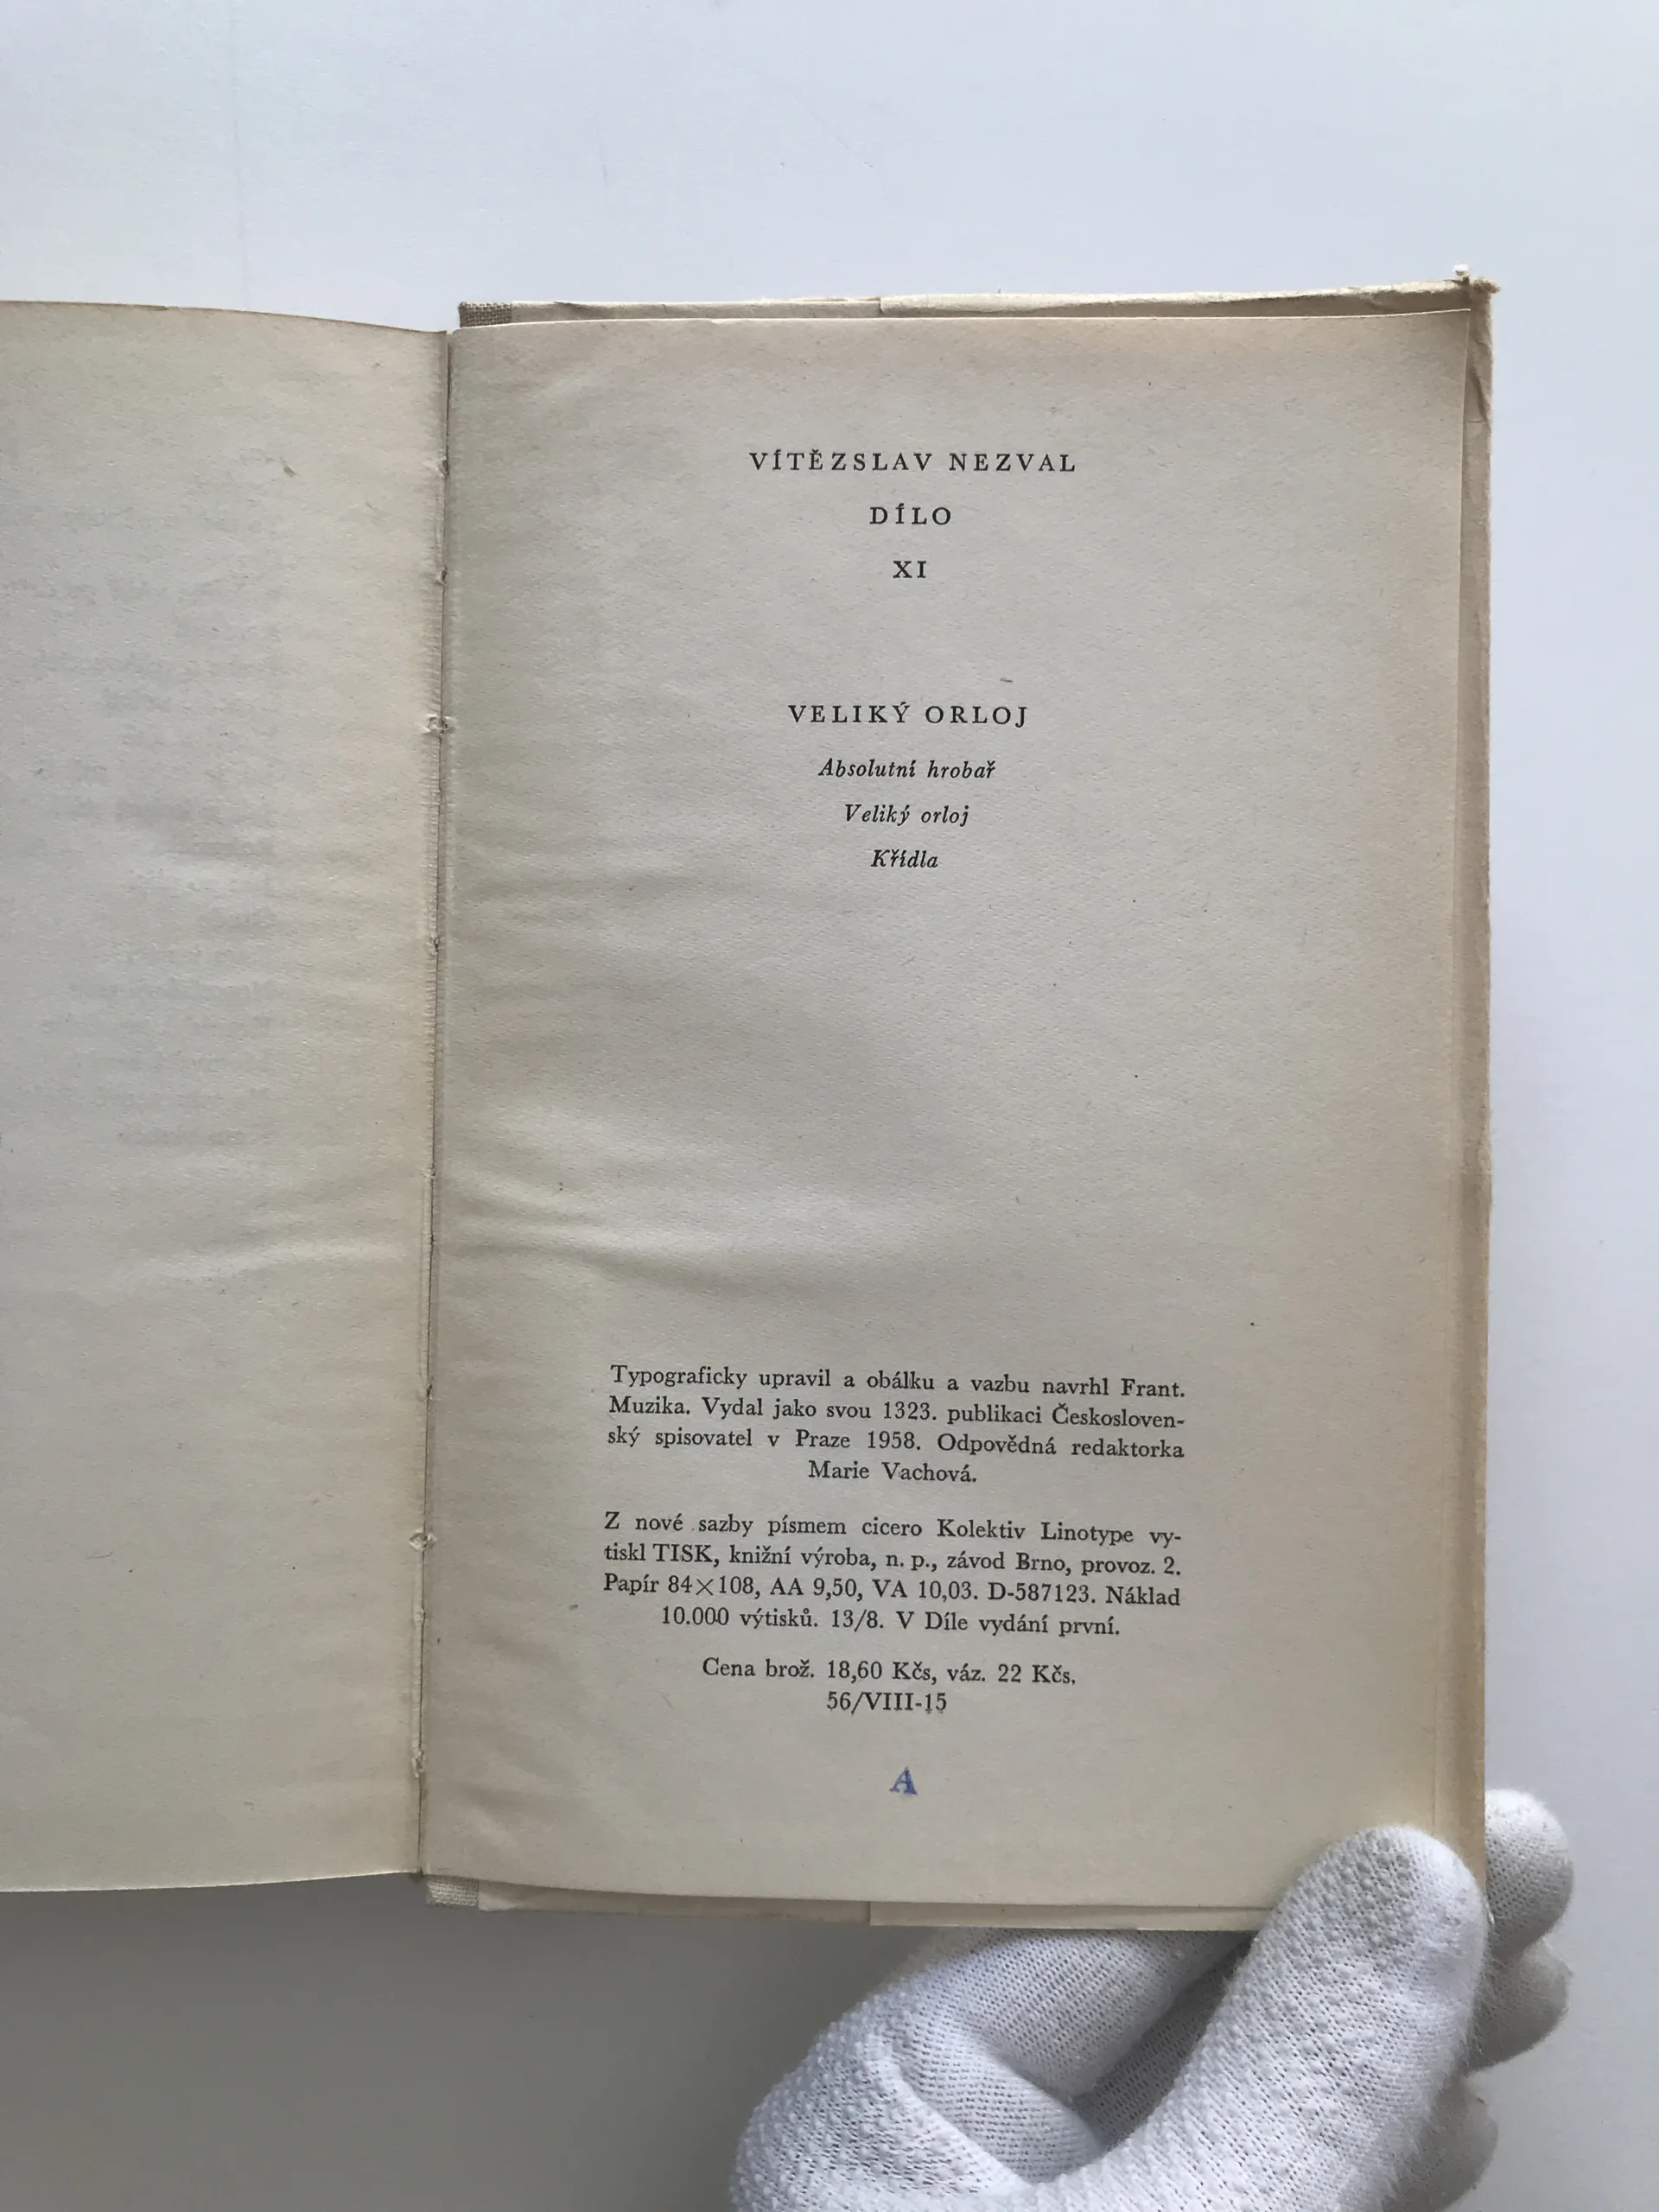 VÍTĚZSLAV NEZVAL
DÍLO
XI
VELIKÝ ORLOJ
Absolutní hrobař
Veliký orloj
Křídla
Typograficky upravil a obálku a vazbu navrhl Frant.
Muzika. Vydal jako svou 1323. publikaci Českosloven-
ský spisovatel v Praze 1958. Odpovědná redaktorka
Marie Vachová.
Z nové sazby písmem cicero Kolektiv Linotype vy-
tiskl TISK, knižní výroba, n. p., závod Brno, provoz. 2.
Papír 84×108, AA 9,50, VA 10,03. D-587123. Náklad
10.000 výtisků. 13/8. V Díle vydání první.
Cena brož. 18,60 Kčs, váz. 22 Kčs.
56/VIII-15
A